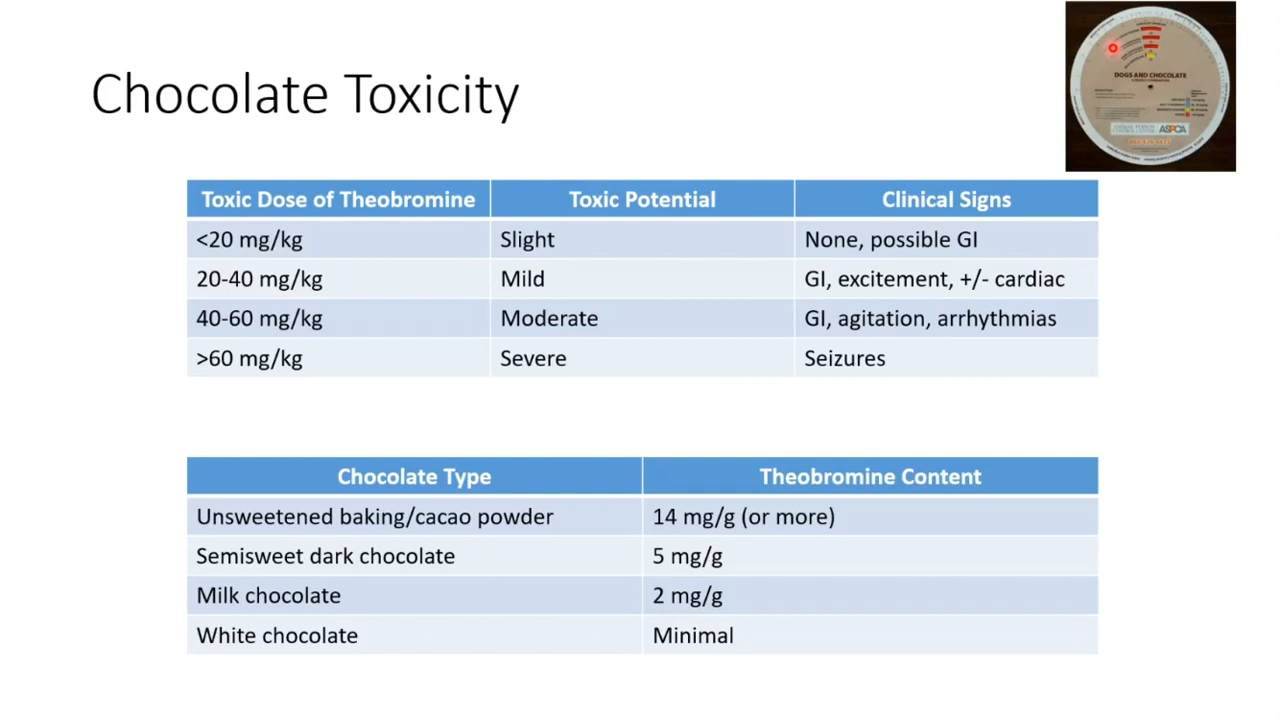 Chocolate Toxicity
DOGS AND CHOCOLATE
ASPCA
Toxic Dose of Theobromine Toxic Potential Clinical Signs
<20 mg/kg Slight None, possible GI
20-40 mg/kg Mild GI, excitement, +/- cardiac
40-60 mg/kg Moderate GI, agitation, arrhythmias
>60 mg/kg Severe Seizures
Chocolate Type Theobromine Content
Unsweetened baking/cacao powder 14 mg/g (or more)
Semisweet dark chocolate 5 mg/g
Milk chocolate 2 mg/g
White chocolate Minimal